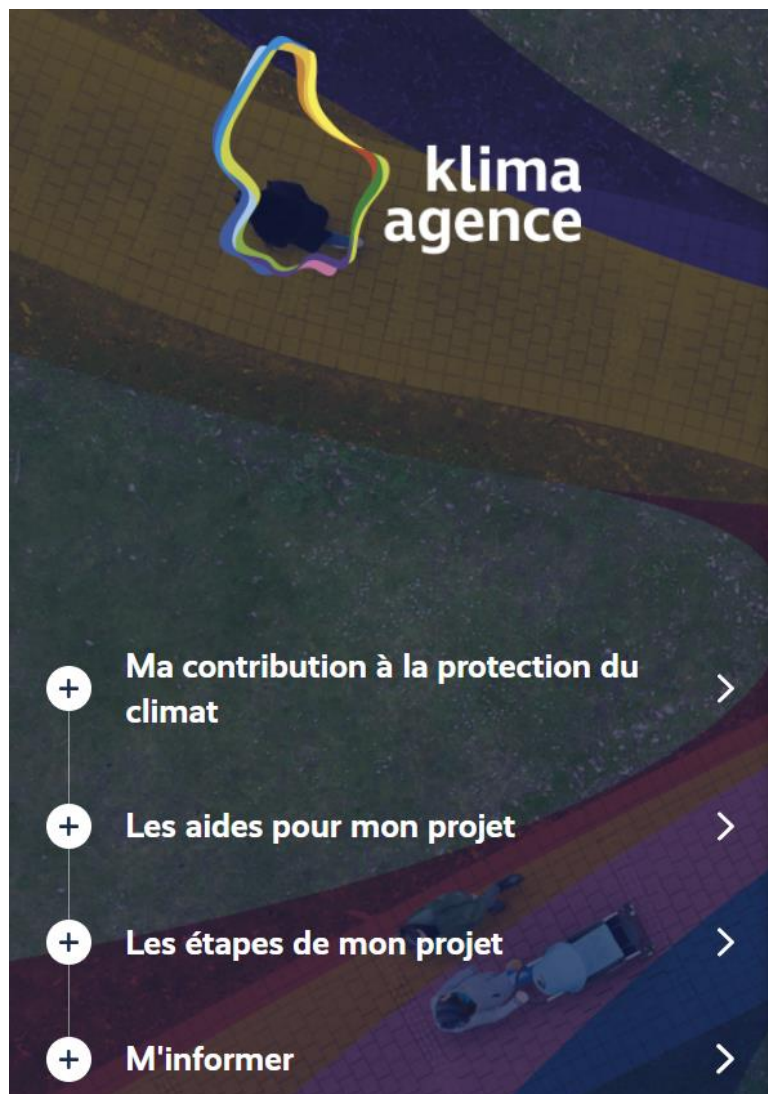 klima
agence
Ma contribution à la protection du
climat
Les aides pour mon projet
Les étapes de mon projet
M'informer